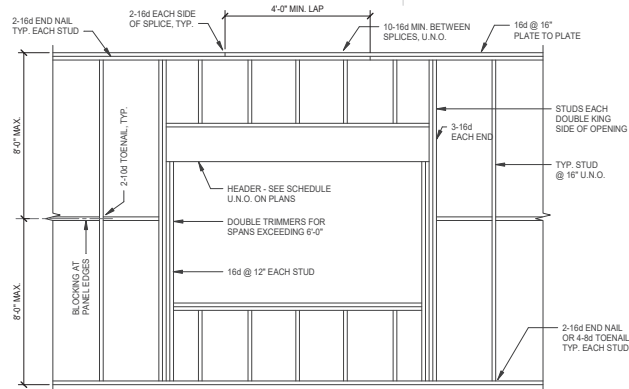 2-16d END NAIL
TYP. EACH STUD
2-16d EACH SIDE
OF SPLICE, TYP.
4'-0" MIN. LAP
10-16d MIN. BETWEEN
SPLICES, U.N.O.
16d @ 16"
PLATE TO PLATE
8'-0" MAX.
2-10d TOENAIL, TYP.
3-16d
EACH END
STUDS EACH
DOUBLE KING
SIDE OF OPENING
TYP. STUD
@ 16" U.N.O.
HEADER - SEE SCHEDULE
U.N.O. ON PLANS
DOUBLE TRIMMERS FOR
SPANS EXCEEDING 6'-0"
16d @ 12" EACH STUD
BLOCKING AT
PANEL EDGES
8'-0" MAX.
2-16d END NAIL
OR 4-8d TOENAIL
TYP. EACH STUD